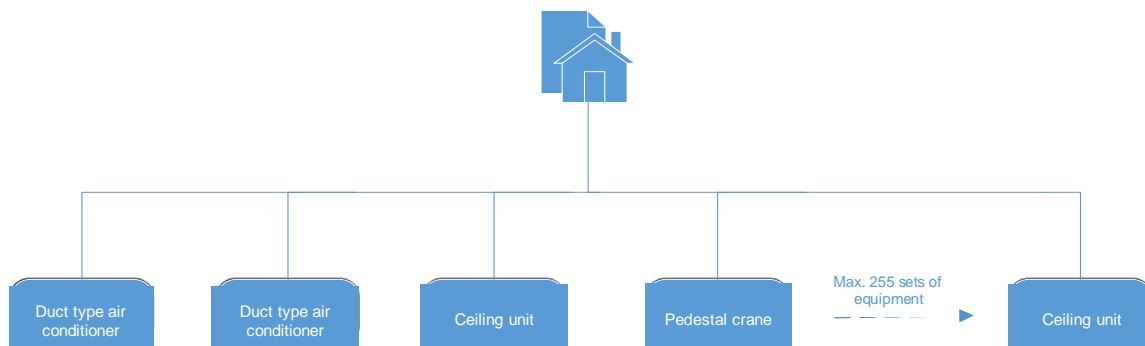 Duct type air
conditioner
Duct type air
conditioner
Ceiling unit
Pedestal crane
Max. 255 sets of
equipment
Ceiling unit